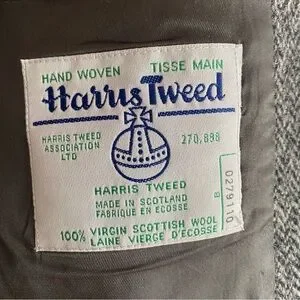 HAND WOVEN TISSE MAIN
Harris Tweed
HARRIS TWEED
ASSOCIATION
LTD
270,888
HARRIS TWEED
MADE IN SCOTLAND
FABRIQUE EN ECOSSE
100% VIRGIN SCOTTISH WOOL
LAINE VIERGE D'ECOSSE
B
0279110